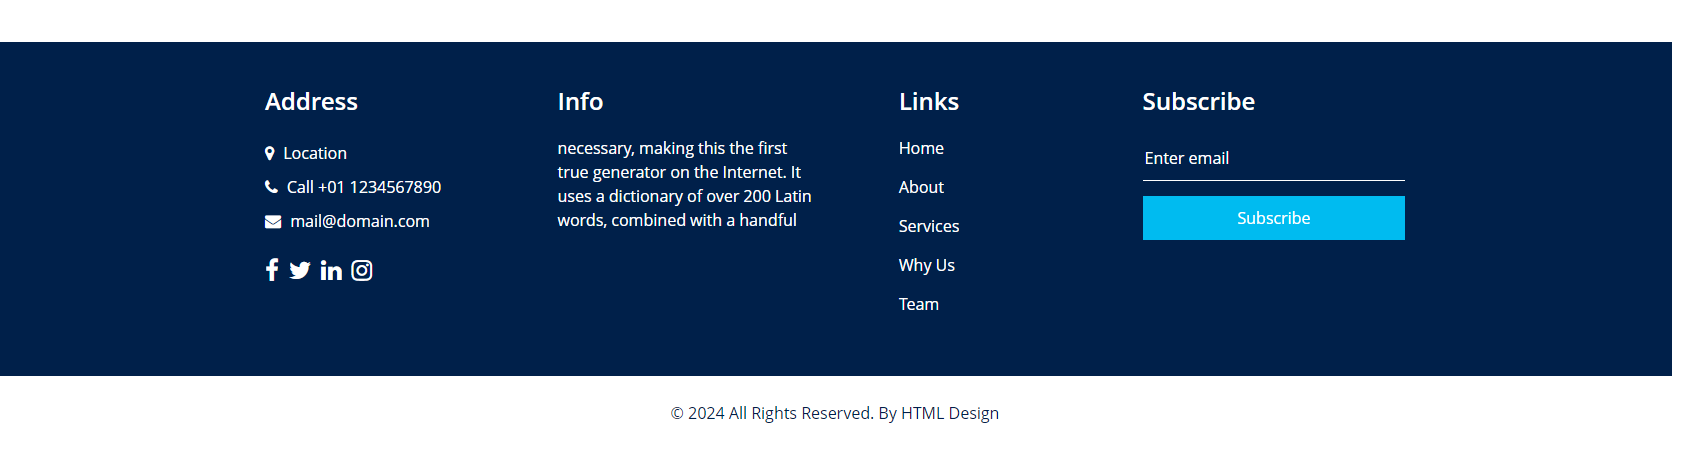 Address
Location
Call +01 1234567890
mail@domain.com
Info
necessary, making this the first
true generator on the Internet. It
uses a dictionary of over 200 Latin
words, combined with a handful
Links
Home
About
Services
Why Us
Team
Subscribe
Enter email
Subscribe
© 2024 All Rights Reserved. By HTML Design